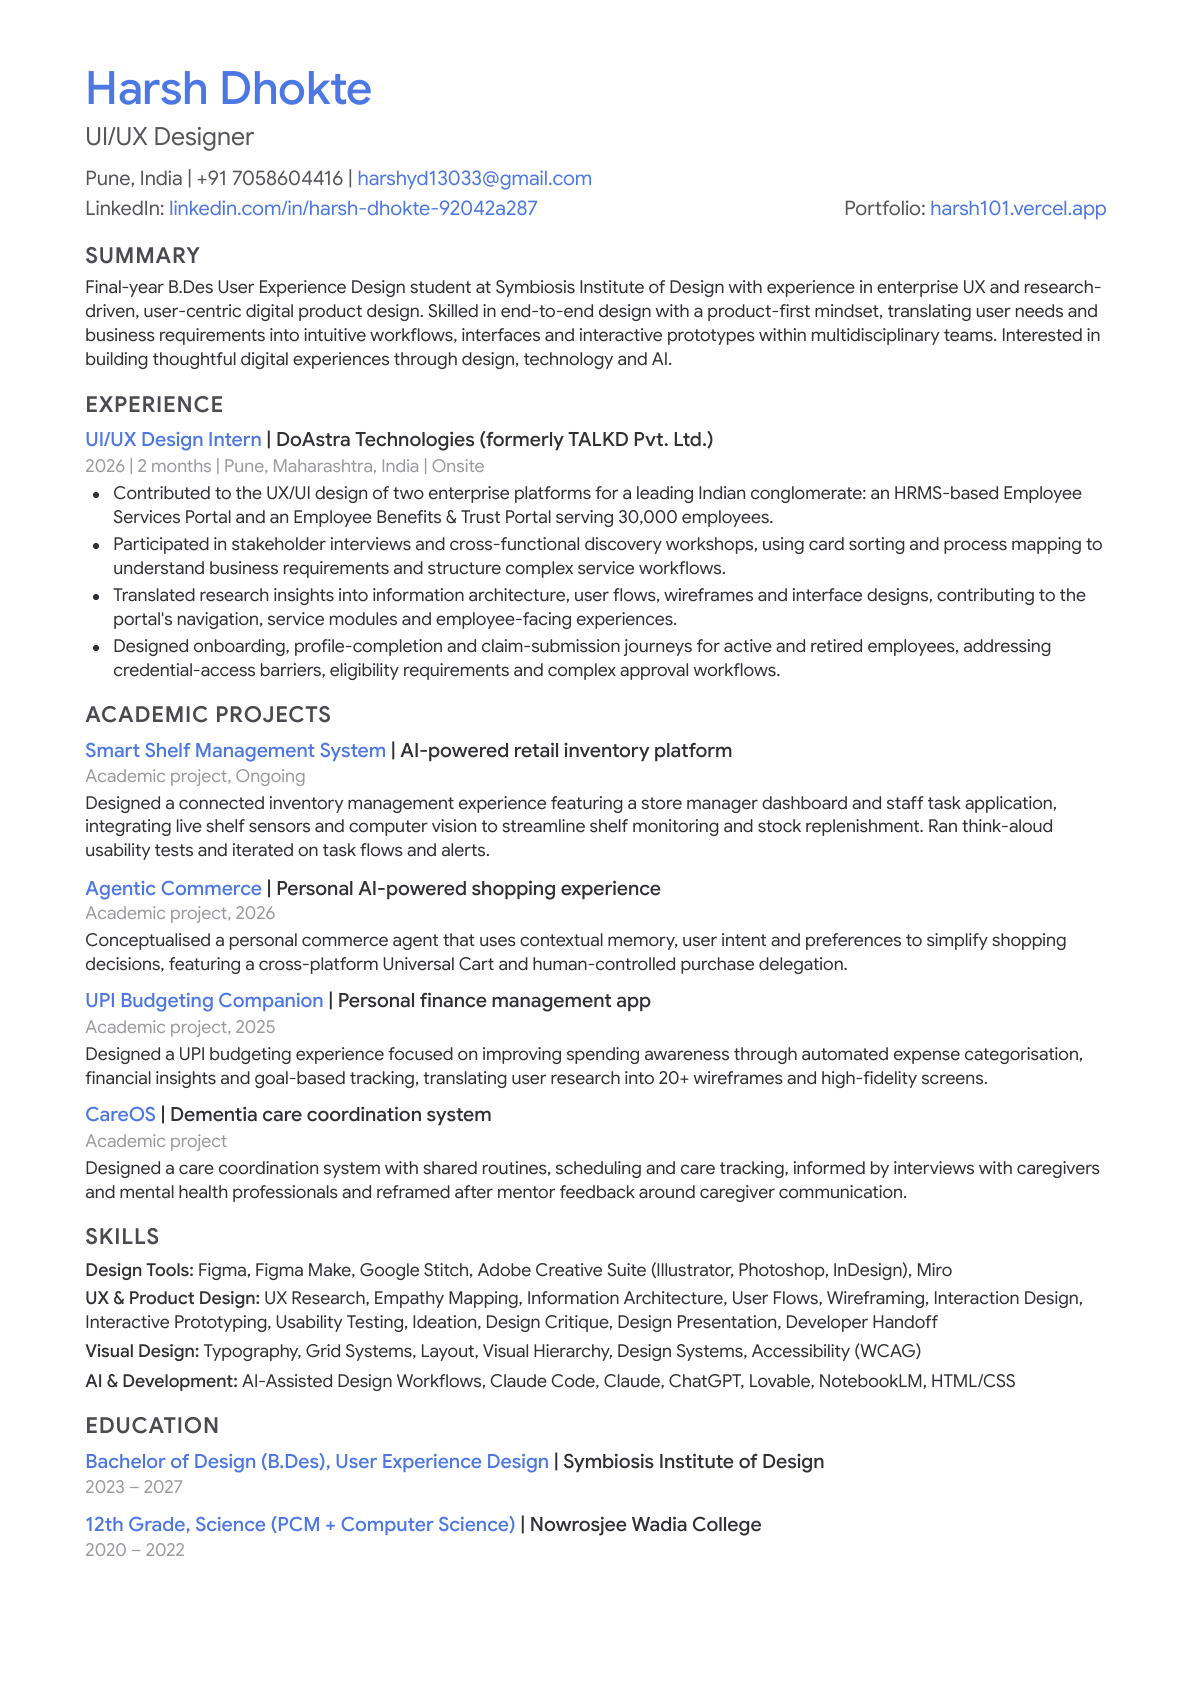 Harsh Dhokte
UI/UX Designer
Pune, India | +91 7058604416 | harshyd13033@gmail.com
LinkedIn: linkedin.com/in/harsh-dhokte-92042a287 Portfolio: harsh101.vercel.app
SUMMARY
Final-year B.Des User Experience Design student at Symbiosis Institute of Design with experience in enterprise UX and research-
driven, user-centric digital product design. Skilled in end-to-end design with a product-first mindset, translating user needs and
business requirements into intuitive workflows, interfaces and interactive prototypes within multidisciplinary teams. Interested in
building thoughtful digital experiences through design, technology and AI.
EXPERIENCE
UI/UX Design Intern | DoAstra Technologies (formerly TALKD Pvt. Ltd.)
2026 | 2 months | Pune, Maharashtra, India | Onsite
• Contributed to the UX/UI design of two enterprise platforms for a leading Indian conglomerate: an HRMS-based Employee
Services Portal and an Employee Benefits & Trust Portal serving 30,000 employees.
• Participated in stakeholder interviews and cross-functional discovery workshops, using card sorting and process mapping to
understand business requirements and structure complex service workflows.
• Translated research insights into information architecture, user flows, wireframes and interface designs, contributing to the
portal's navigation, service modules and employee-facing experiences.
• Designed onboarding, profile-completion and claim-submission journeys for active and retired employees, addressing
credential-access barriers, eligibility requirements and complex approval workflows.
ACADEMIC PROJECTS
Smart Shelf Management System | AI-powered retail inventory platform
Academic project, Ongoing
Designed a connected inventory management experience featuring a store manager dashboard and staff task application,
integrating live shelf sensors and computer vision to streamline shelf monitoring and stock replenishment. Ran think-aloud
usability tests and iterated on task flows and alerts.
Agentic Commerce | Personal AI-powered shopping experience
Academic project, 2026
Conceptualised a personal commerce agent that uses contextual memory, user intent and preferences to simplify shopping
decisions, featuring a cross-platform Universal Cart and human-controlled purchase delegation.
UPI Budgeting Companion | Personal finance management app
Academic project, 2025
Designed a UPI budgeting experience focused on improving spending awareness through automated expense categorisation,
financial insights and goal-based tracking, translating user research into 20+ wireframes and high-fidelity screens.
CareOS | Dementia care coordination system
Academic project
Designed a care coordination system with shared routines, scheduling and care tracking, informed by interviews with caregivers
and mental health professionals and reframed after mentor feedback around caregiver communication.
SKILLS
Design Tools: Figma, Figma Make, Google Stitch, Adobe Creative Suite (Illustrator, Photoshop, InDesign), Miro
UX & Product Design: UX Research, Empathy Mapping, Information Architecture, User Flows, Wireframing, Interaction Design,
Interactive Prototyping, Usability Testing, Ideation, Design Critique, Design Presentation, Developer Handoff
Visual Design: Typography, Grid Systems, Layout, Visual Hierarchy, Design Systems, Accessibility (WCAG)
AI & Development: AI-Assisted Design Workflows, Claude Code, Claude, ChatGPT, Lovable, NotebookLM, HTML/CSS
EDUCATION
Bachelor of Design (B.Des), User Experience Design | Symbiosis Institute of Design
2023 – 2027
12th Grade, Science (PCM + Computer Science) | Nowrosjee Wadia College
2020 – 2022